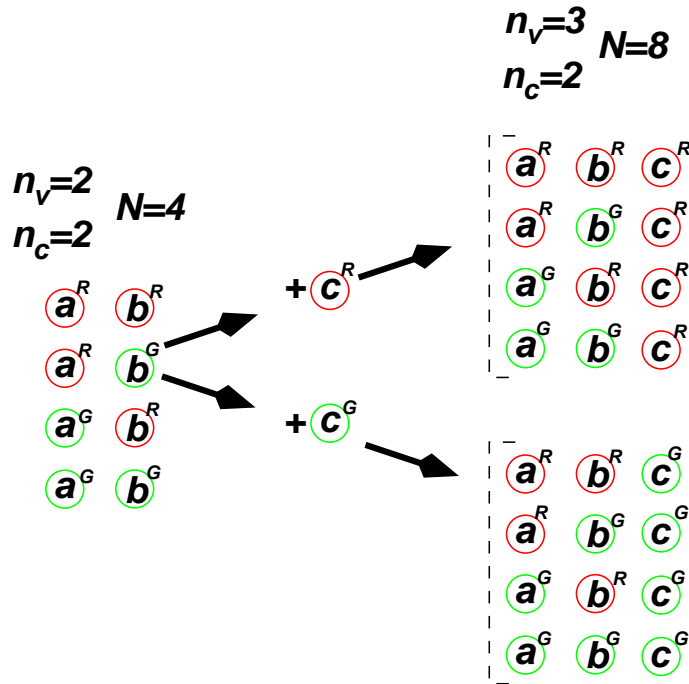 n_v=3
n_c=2 N=8
a^R b^R c^R
a^R b^G c^R
a^G b^R c^R
a^G b^G c^R
n_v=2
n_c=2 N=4
a^R b^R
a^R b^G
a^G b^R
a^G b^G
+c^R
+c^G
a^R b^R c^G
a^R b^G c^G
a^G b^R c^G
a^G b^G c^G